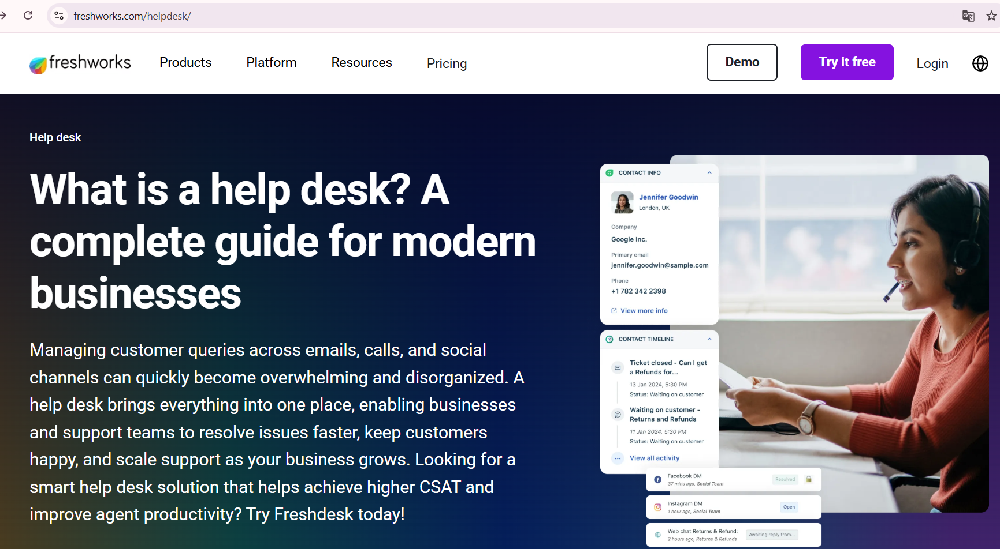 freshworks.com/helpdesk/
freshworks
Products
Platform
Resources
Pricing
Demo
Try it free
Login
Help desk
What is a help desk? A
complete guide for modern
businesses
Managing customer queries across emails, calls, and social
channels can quickly become overwhelming and disorganized. A
help desk brings everything into one place, enabling businesses
and support teams to resolve issues faster, keep customers
happy, and scale support as your business grows. Looking for a
smart help desk solution that helps achieve higher CSAT and
improve agent productivity? Try Freshdesk today!
CONTACT INFO
Jennifer Goodwin
London, UK
Company
Google Inc.
Primary email
jennifer.goodwin@sample.com
Phone
+1 782 342 2398
View more info
CONTACT TIMELINE
Ticket closed - Can I get
a Refunds for...
13 Jan 2024, 5:30 PM
Status: Waiting on customer
Waiting on customer -
Returns and Refunds
11 Jan 2024, 5:30 PM
Status: Waiting on customer
View all activity
Facebook DM
37 mins ago, Social Team
Resolved
Instagram DM
1 hour ago, Social Team
Open
Web chat Returns & Refund:
2 hours ago, Returns & Refunds
Awaiting reply from...